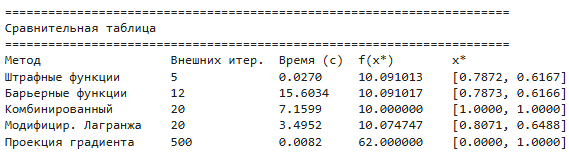 ===================================================================
Сравнительная таблица
===================================================================
Метод Внешних итер. Время (с) f(x*) x*
Штрафные функции 5 0.0270 10.091013 [0.7872, 0.6167]
Барьерные функции 12 15.6034 10.091017 [0.7873, 0.6166]
Комбинированный 20 7.1599 10.000000 [1.0000, 1.0000]
Модифицир. Лагранжа 20 3.4952 10.074747 [0.8071, 0.6488]
Проекция градиента 500 0.0082 62.000000 [0.0000, 1.0000]